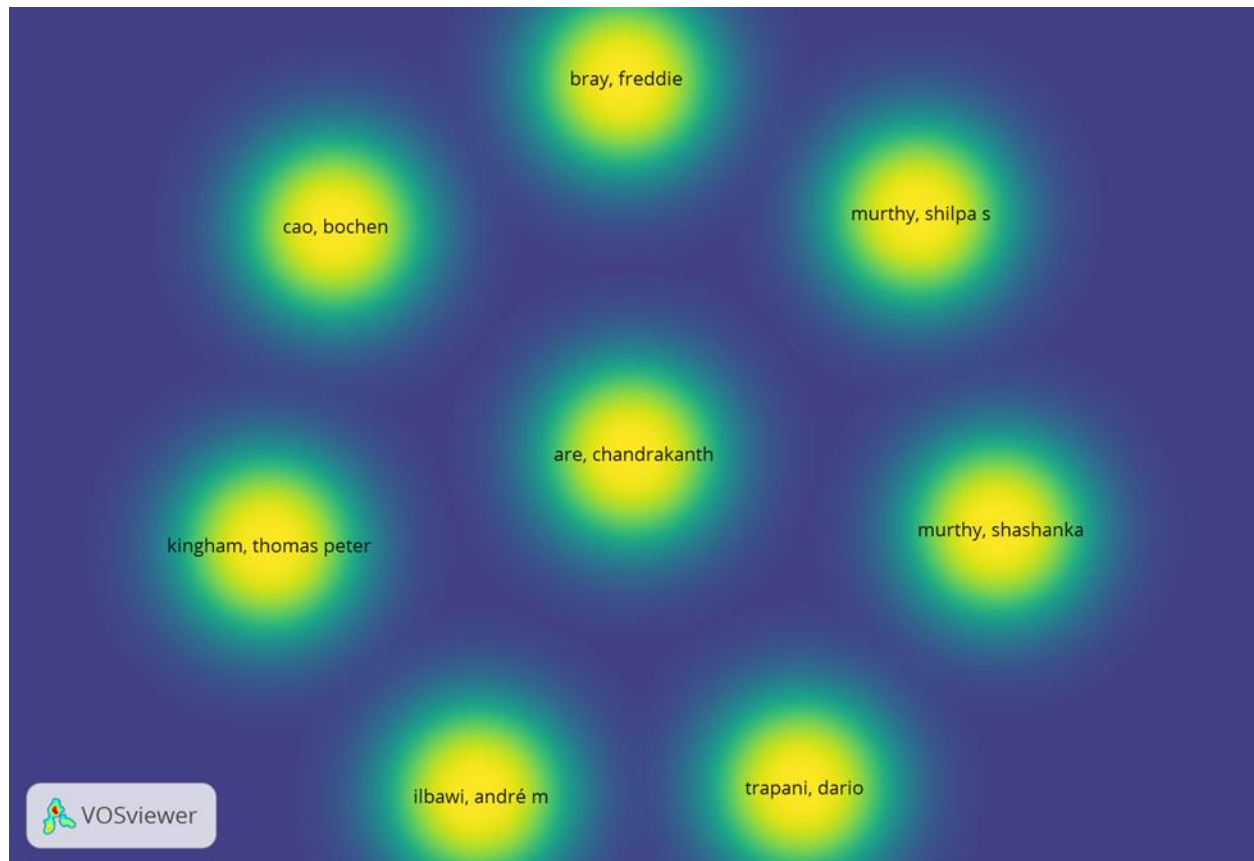 bray, freddie
murthy, shilpa s
cao, bochen
are, chandrakanth
murthy, shashanka
kingham, thomas peter
trapani, dario
ilbawi, andré m
VOSviewer